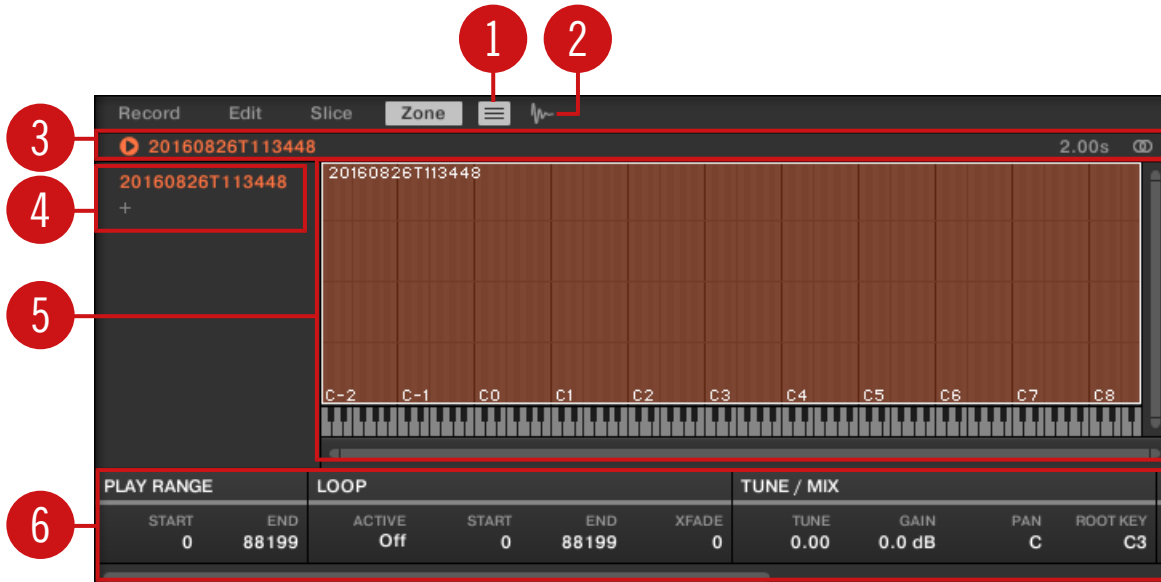 1 2
Record Edit Slice Zone
3
20160826T113448 2.00s
4
20160826T113448
+
20160826T113448
5
C-2 C-1 C0 C1 C2 C3 C4 C5 C6 C7 C8
6
PLAY RANGE LOOP TUNE / MIX
START END ACTIVE START END XFADE TUNE GAIN PAN ROOT KEY
0 88199 Off 0 88199 0 0.00 0.0 dB C C3